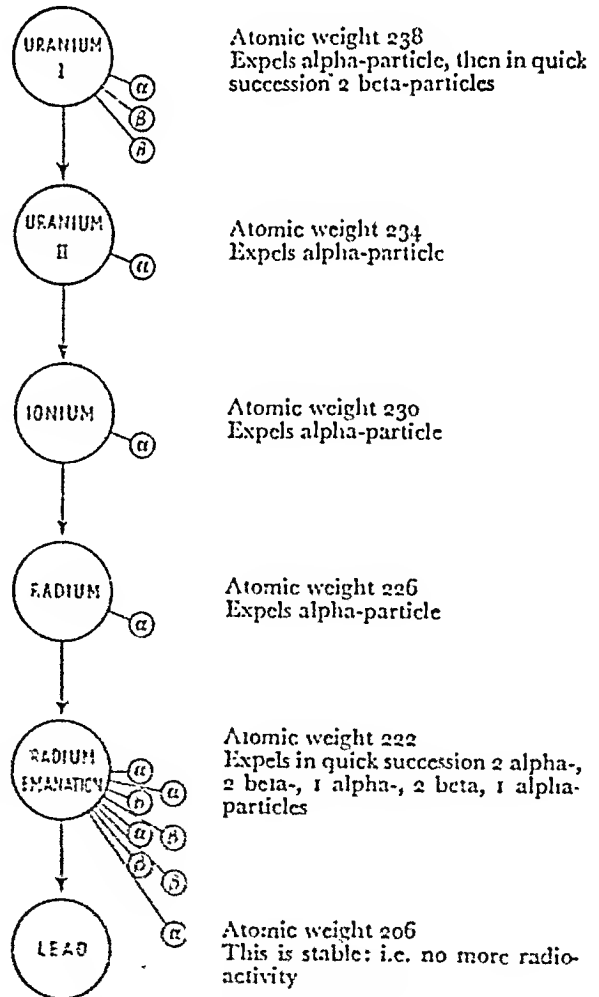 URANIUM
I
α
β
β
Atomic weight 238
Expels alpha-particle, then in quick
succession 2 beta-particles
URANIUM
II
α
Atomic weight 234
Expels alpha-particle
IONIUM
α
Atomic weight 230
Expels alpha-particle
RADIUM
α
Atomic weight 226
Expels alpha-particle
RADIUM
EMANATION
α
α
α
β
β
β
α
Atomic weight 222
Expels in quick succession 2 alpha-,
2 beta-, 1 alpha-, 2 beta, 1 alpha-
particles
LEAD
Atomic weight 206
This is stable: i.e. no more radio-
activity